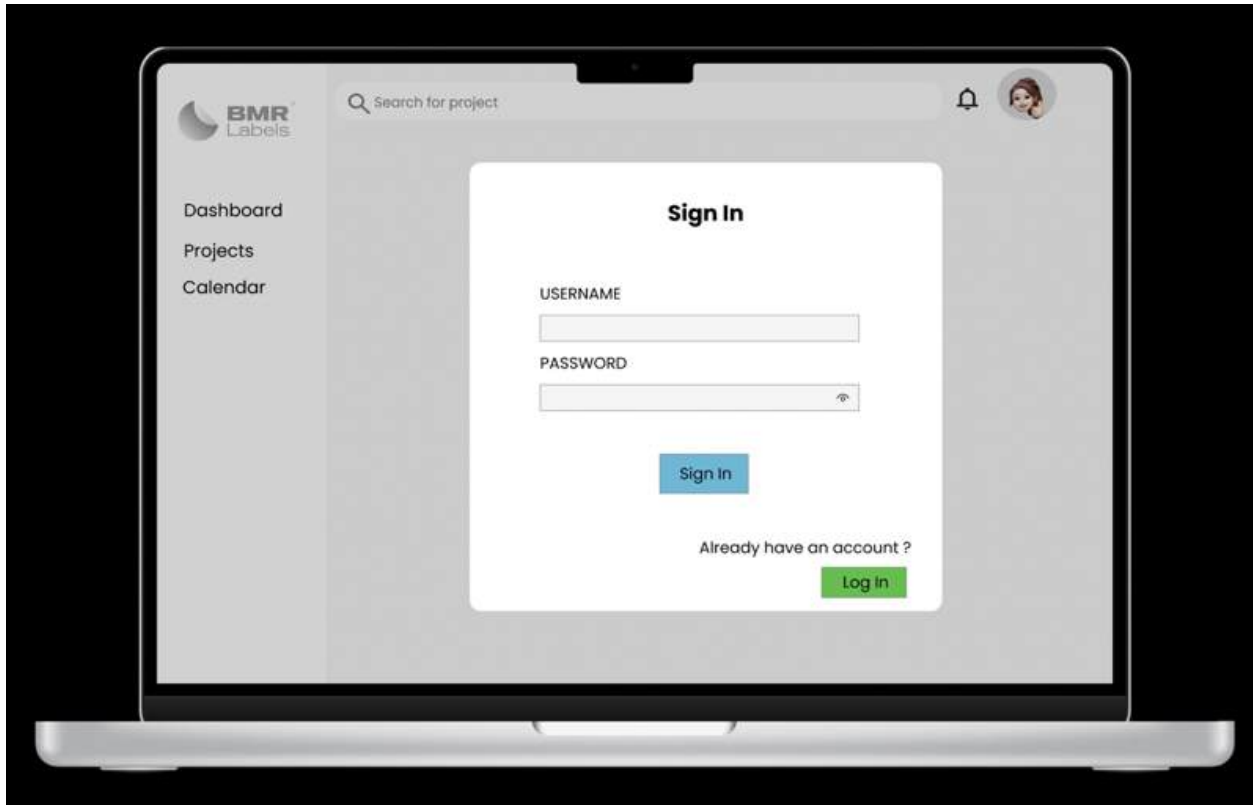 BMR
Labels
Search for project
Dashboard
Projects
Calendar
Sign In
USERNAME
PASSWORD
Sign In
Already have an account ?
Log In